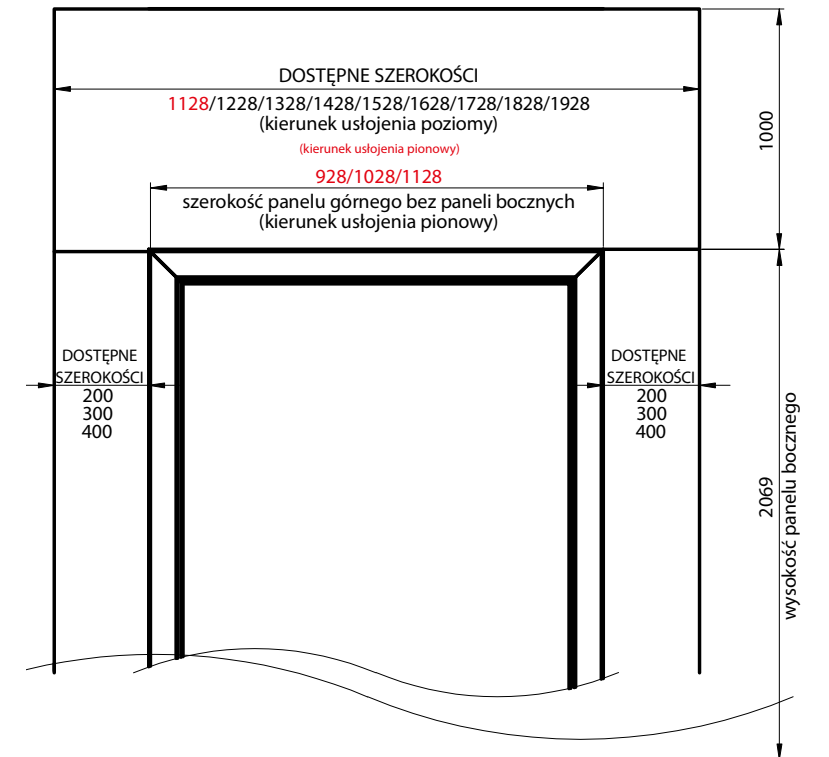 DOSTĘPNE SZEROKOŚCI
1128/1228/1328/1428/1528/1628/1728/1828/1928
(kierunek usłojenia poziomy)
(kierunek usłojenia pionowy)
928/1028/1128
szerokość panelu górnego bez paneli bocznych
(kierunek usłojenia pionowy)
1000
DOSTĘPNE
SZEROKOŚCI
200
300
400
DOSTĘPNE
SZEROKOŚCI
200
300
400
2069
wysokość panelu bocznego